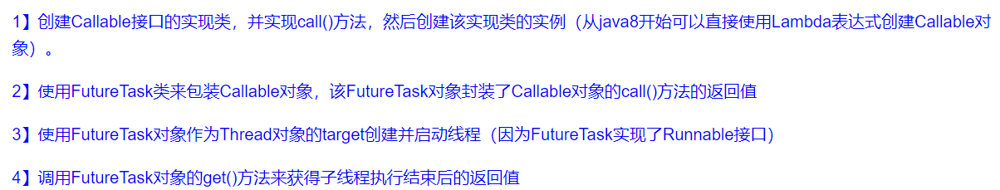 1】创建Callable接口的实现类，并实现call()方法，然后创建该实现类的实例（从java8开始可以直接使用Lambda表达式创建Callable对
象）。
2】使用FutureTask类来包装Callable对象，该FutureTask对象封装了Callable对象的call()方法的返回值
3】使用FutureTask对象作为Thread对象的target创建并启动线程（因为FutureTask实现了Runnable接口）
4】调用FutureTask对象的get()方法来获得子线程执行结束后的返回值